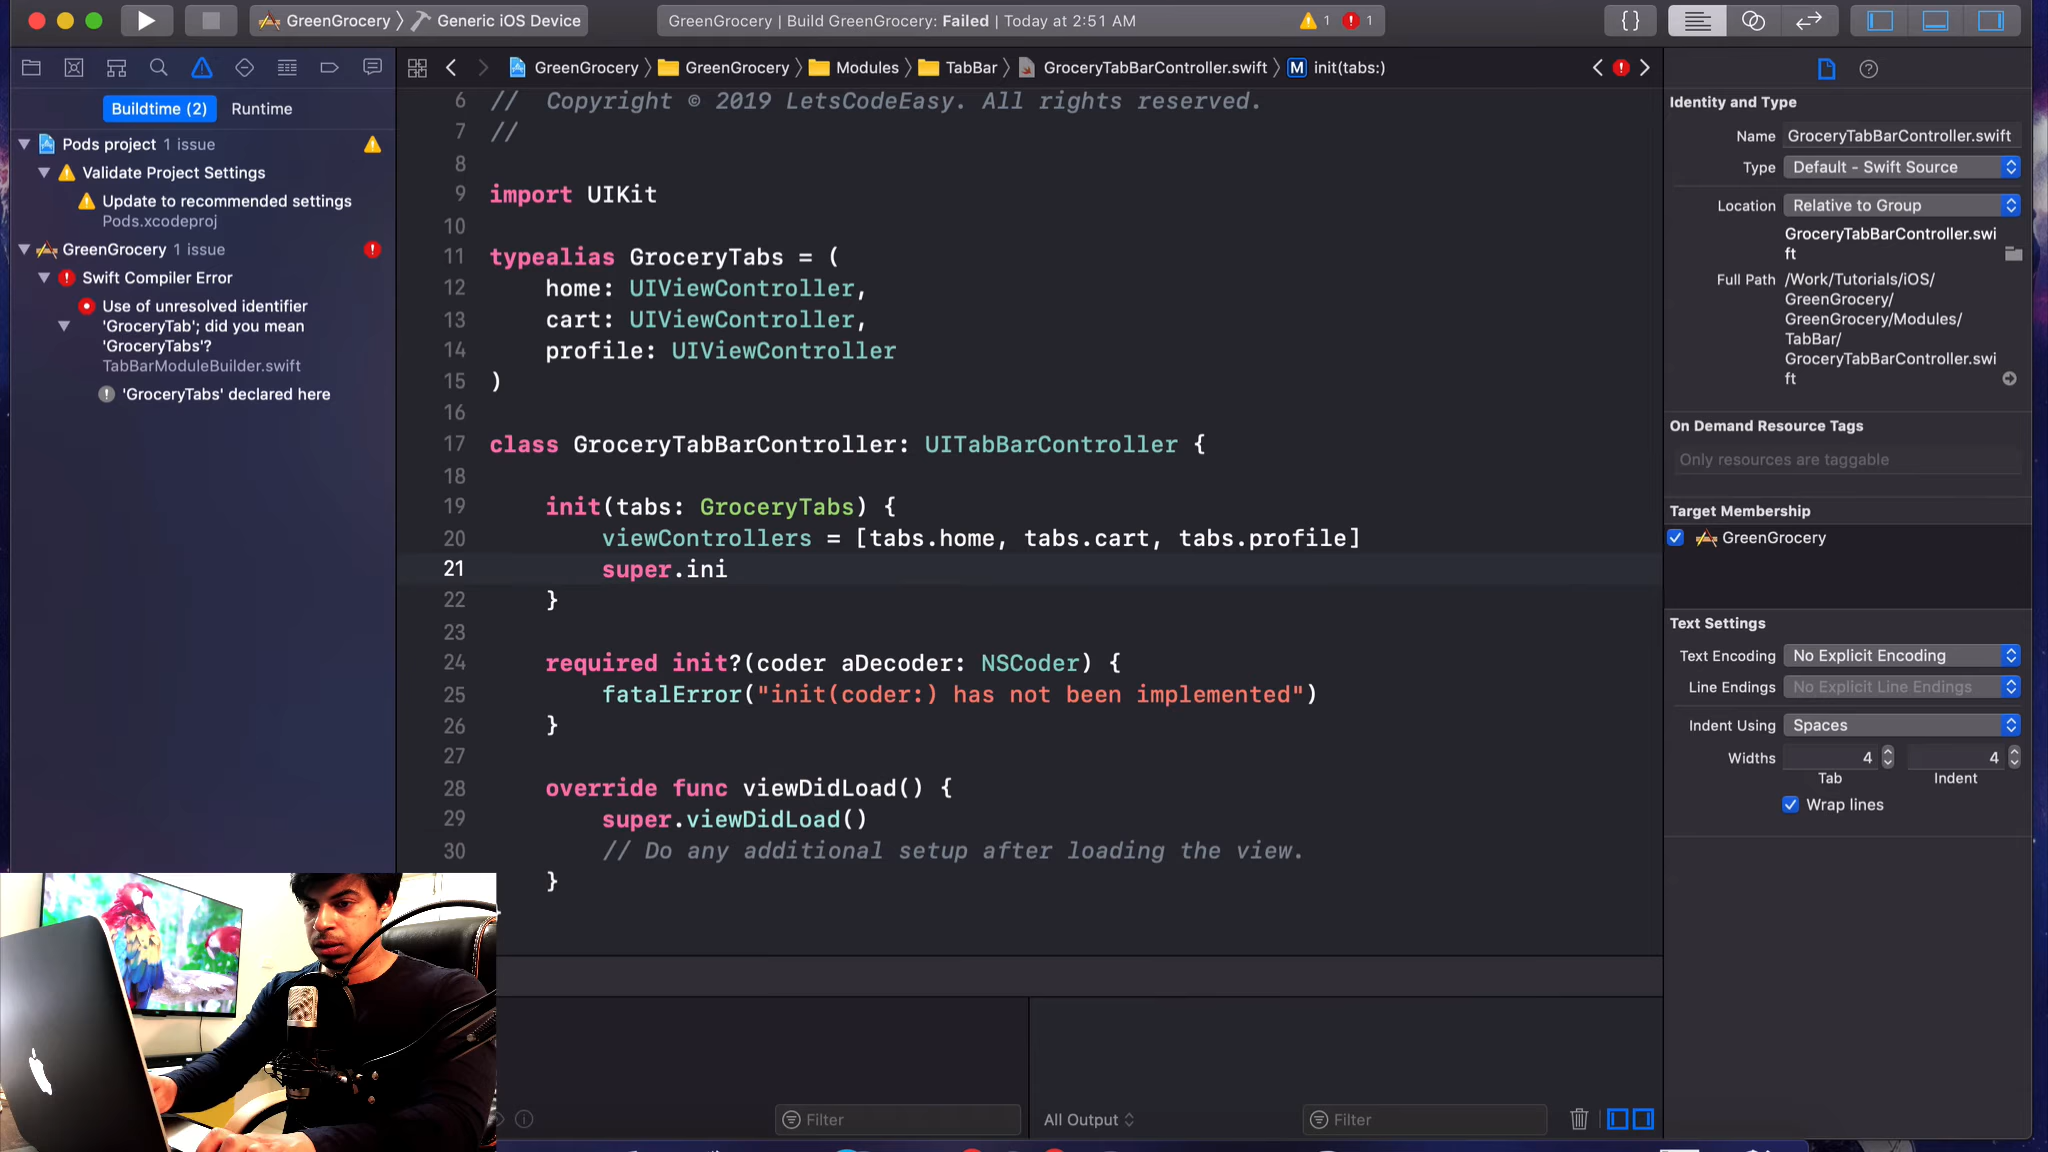 GreenGrocery 〉 Generic iOS Device
GreenGrocery | Build GreenGrocery: Failed | Today at 2:51 AM
1 1
{}
GreenGrocery 〉 GreenGrocery 〉 Modules 〉 TabBar 〉 GroceryTabBarController.swift 〉 M init(tabs:)
Buildtime (2) Runtime
Pods project 1 issue
Validate Project Settings
Update to recommended settings
Pods.xcodeproj
GreenGrocery 1 issue
Swift Compiler Error
Use of unresolved identifier
'GroceryTab'; did you mean
'GroceryTabs'?
TabBarModuleBuilder.swift
'GroceryTabs' declared here
6 //  Copyright © 2019 LetsCodeEasy. All rights reserved.
7 //
8
9 import UIKit
10
11 typealias GroceryTabs = (
12     home: UIViewController,
13     cart: UIViewController,
14     profile: UIViewController
15 )
16
17 class GroceryTabBarController: UITabBarController {
18
19     init(tabs: GroceryTabs) {
20         viewControllers = [tabs.home, tabs.cart, tabs.profile]
21         super.ini
22     }
23
24     required init?(coder aDecoder: NSCoder) {
25         fatalError("init(coder:) has not been implemented")
26     }
27
28     override func viewDidLoad() {
29         super.viewDidLoad()
30         // Do any additional setup after loading the view.
}
Filter
All Output
Filter
Identity and Type
Name GroceryTabBarController.swift
Type Default - Swift Source
Location Relative to Group
GroceryTabBarController.swi
ft
Full Path /Work/Tutorials/iOS/
GreenGrocery/
GreenGrocery/Modules/
TabBar/
GroceryTabBarController.swi
ft
On Demand Resource Tags
Only resources are taggable
Target Membership
GreenGrocery
Text Settings
Text Encoding No Explicit Encoding
Line Endings No Explicit Line Endings
Indent Using Spaces
Widths 4 4
Tab Indent
Wrap lines